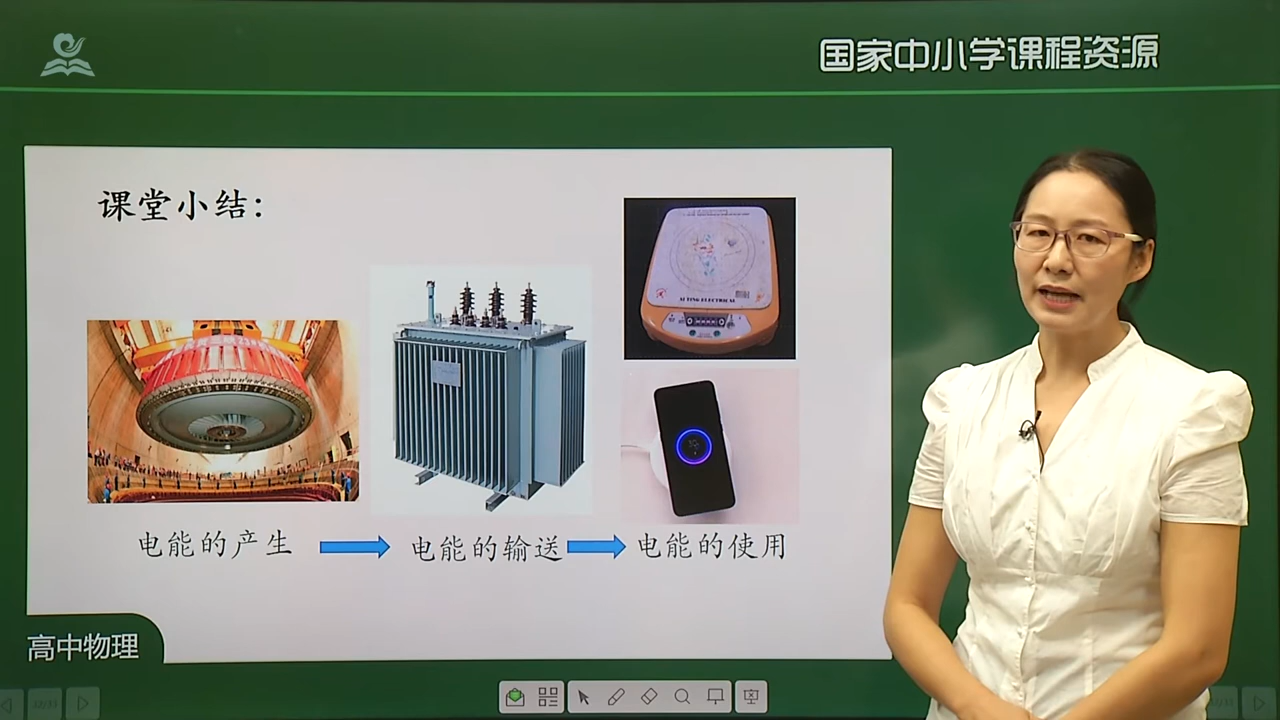 国家中小学课程资源
课堂小结：
电能的产生
电能的输送
电能的使用
高中物理